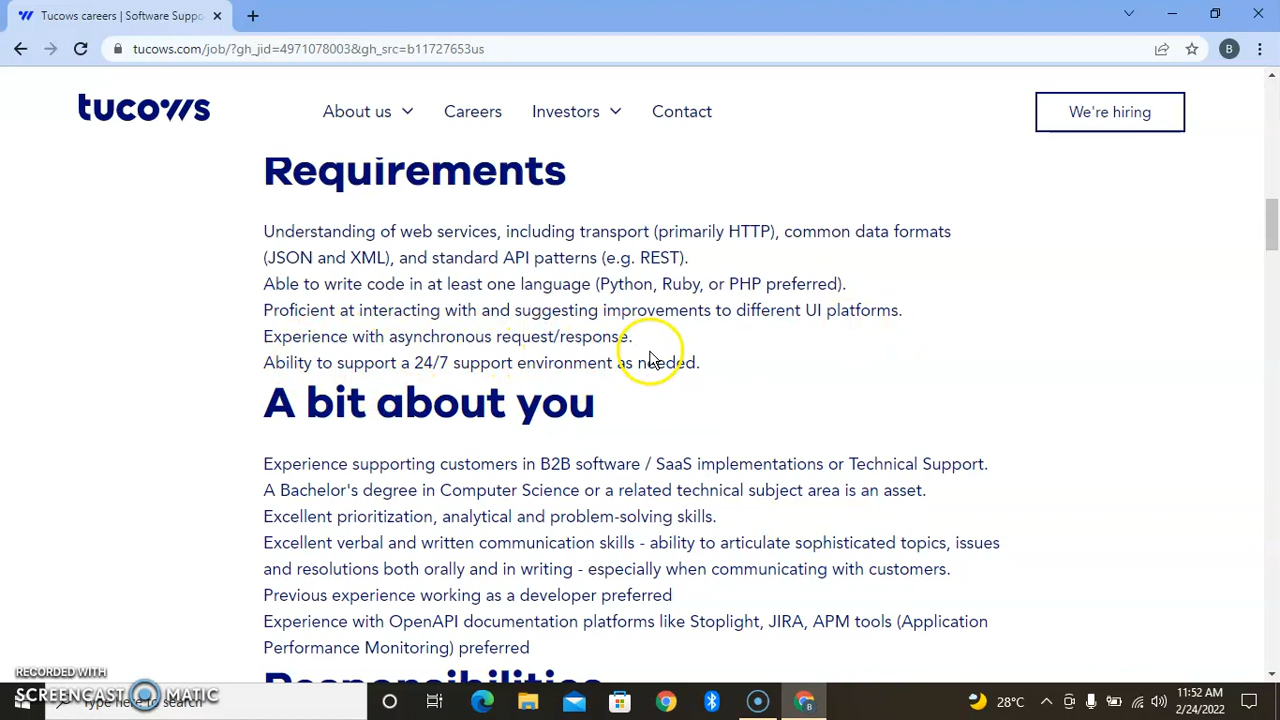 Tucows careers | Software Suppo
tucows.com/job/?gh_jid=4971078003&gh_src=b11727653us
B
tucows
About us
Careers
Investors
Contact
We're hiring
Requirements
Understanding of web services, including transport (primarily HTTP), common data formats
(JSON and XML), and standard API patterns (e.g. REST).
Able to write code in at least one language (Python, Ruby, or PHP preferred).
Proficient at interacting with and suggesting improvements to different UI platforms.
Experience with asynchronous request/response.
Ability to support a 24/7 support environment as needed.
A bit about you
Experience supporting customers in B2B software / SaaS implementations or Technical Support.
A Bachelor's degree in Computer Science or a related technical subject area is an asset.
Excellent prioritization, analytical and problem-solving skills.
Excellent verbal and written communication skills - ability to articulate sophisticated topics, issues
and resolutions both orally and in writing - especially when communicating with customers.
Previous experience working as a developer preferred
Experience with OpenAPI documentation platforms like Stoplight, JIRA, APM tools (Application
Performance Monitoring) preferred
Responsibilities
RECORDED WITH
SCREENCAST MATIC
Type here to search
28°C
11:52 AM
2/24/2022